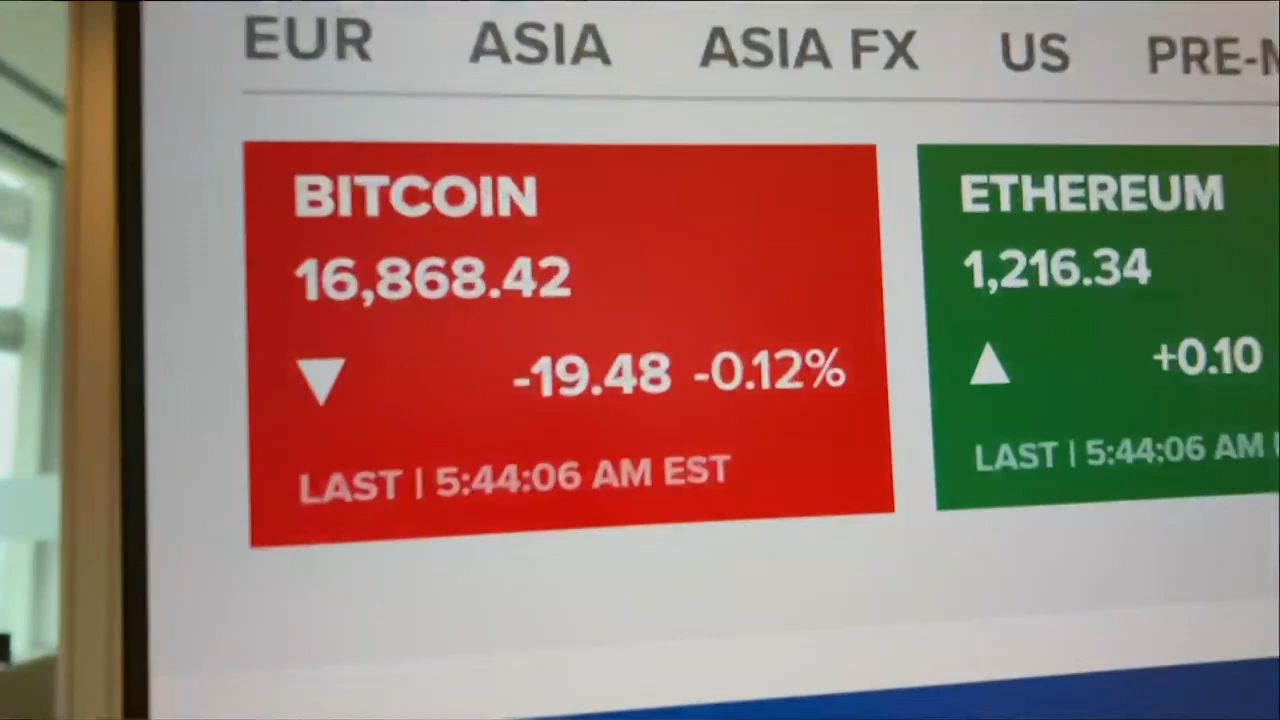 EUR ASIA ASIA FX US PRE-M
BITCOIN
16,868.42
▼ -19.48 -0.12%
LAST | 5:44:06 AM EST
ETHEREUM
1,216.34
▲ +0.10
LAST | 5:44:06 AM